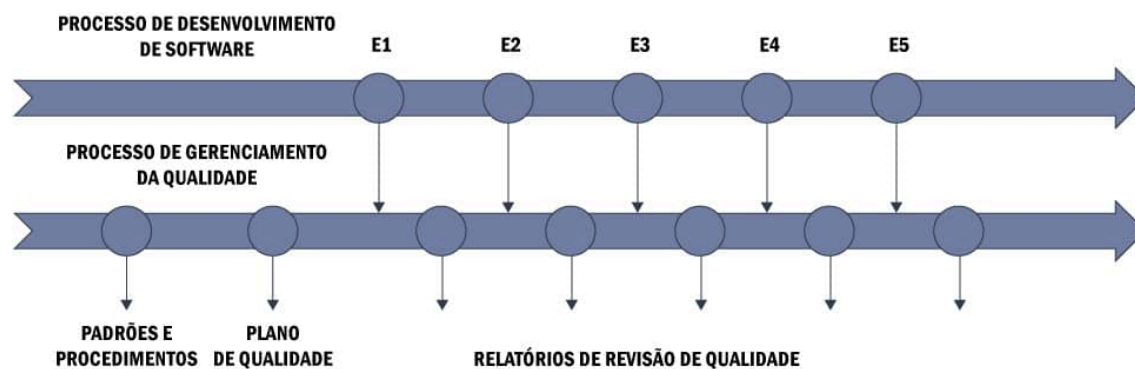 PROCESSO DE DESENVOLVIMENTO
DE SOFTWARE
E1
E2
E3
E4
E5
PROCESSO DE GERENCIAMENTO
DA QUALIDADE
PADRÕES E
PROCEDIMENTOS
PLANO
DE QUALIDADE
RELATÓRIOS DE REVISÃO DE QUALIDADE